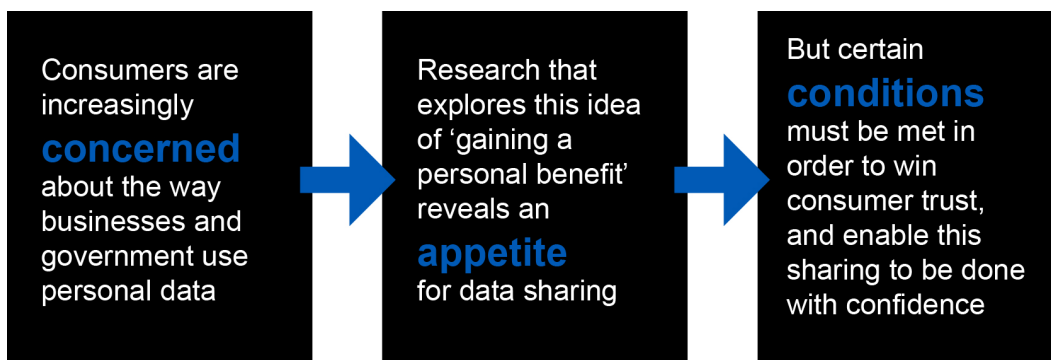 Consumers are
increasingly
concerned
about the way
businesses and
government use
personal data
Research that
explores this idea
of ‘gaining a
personal benefit’
reveals an
appetite
for data sharing
But certain
conditions
must be met in
order to win
consumer trust,
and enable this
sharing to be done
with confidence